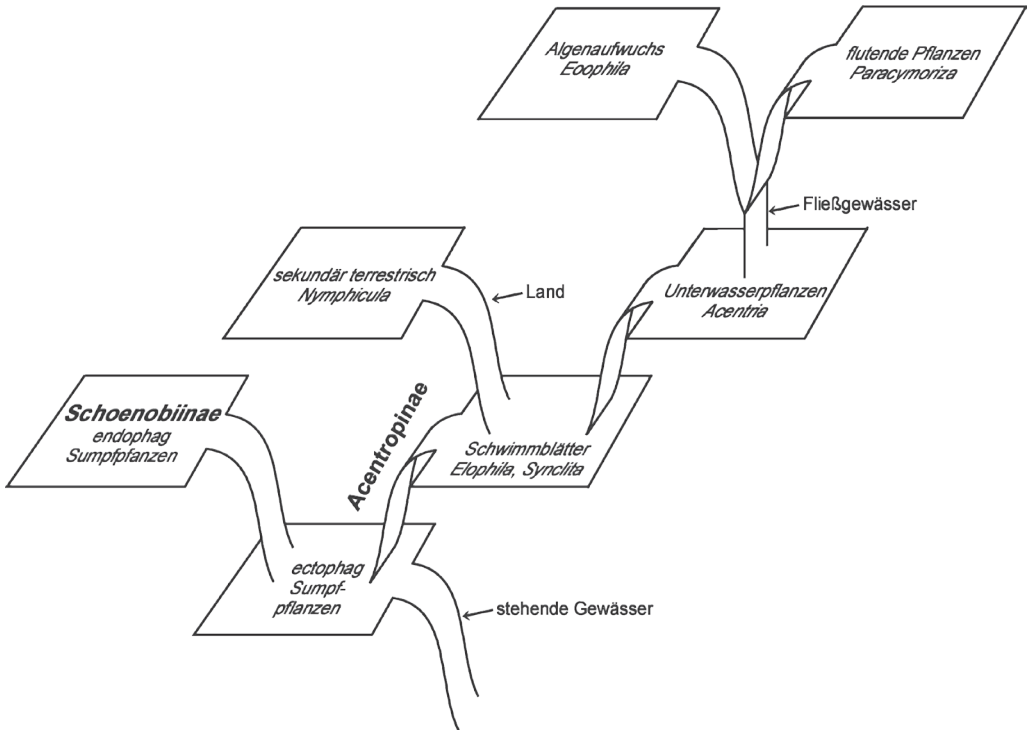 Algenaufwuchs
Eoophila
flutende Pflanzen
Paracymoriza
Fließgewässer
sekundär terrestrisch
Nymphicula
Land
Unterwasserpflanzen
Acentria
Schoenobiinae
endophag
Sumpfpfanzen
Acentropinae
Schwimmblätter
Elophila, Synclita
ectophag
Sumpf-
pflanzen
stehende Gewässer